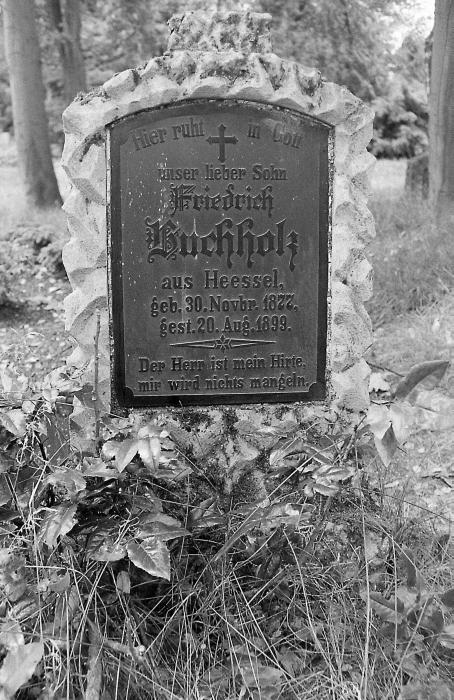 Hier ruht in Gott
unser lieber Sohn
Friedrich
Buchholz
aus Heessel,
geb. 30. Novbr. 1877,
gest. 20. Aug. 1899.
Der Herr ist mein Hirte,
mir wird nichts mangeln.